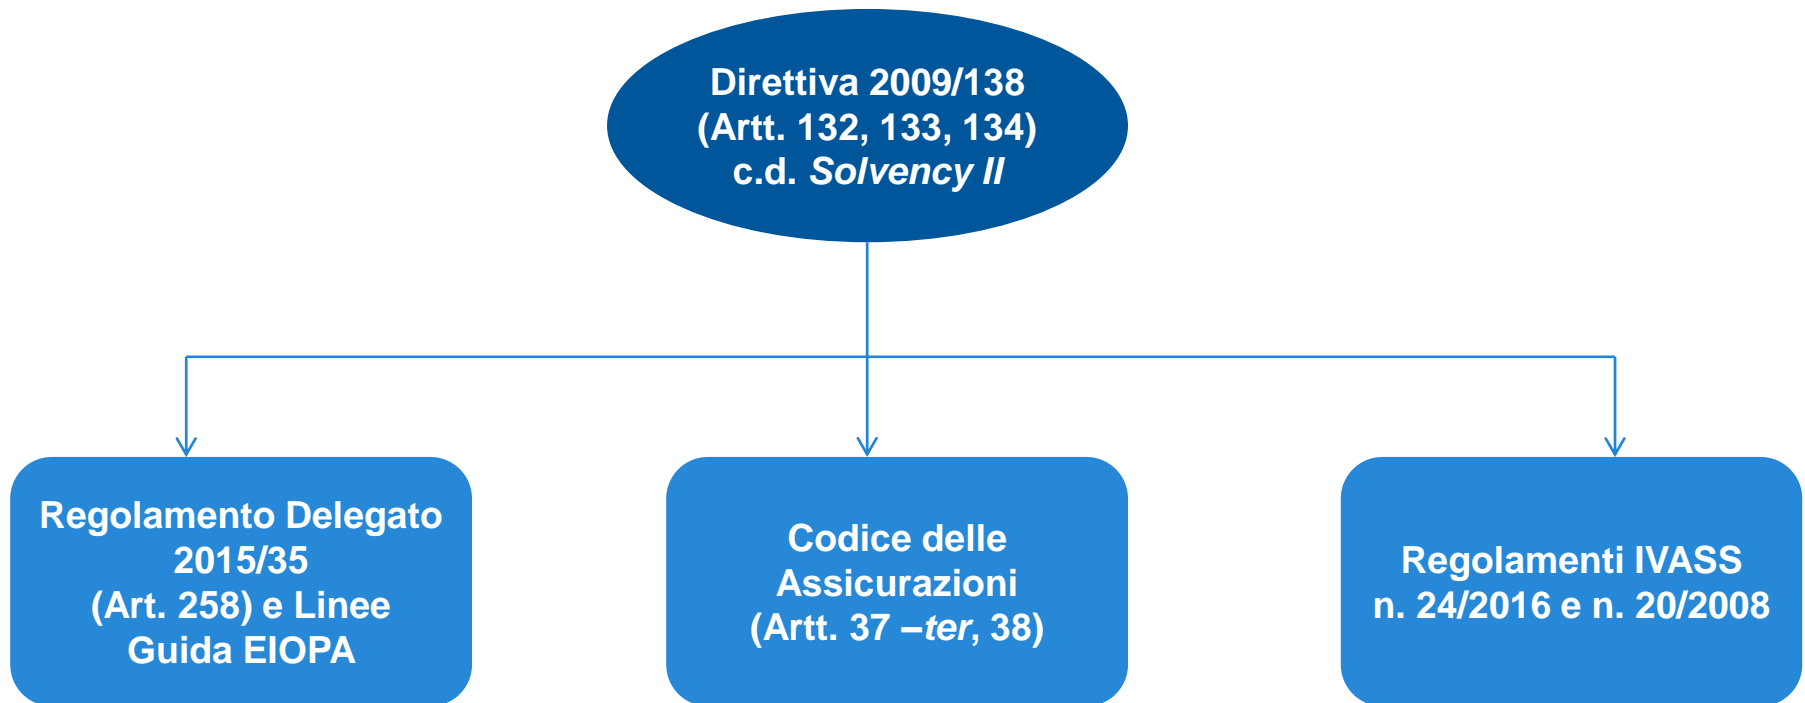 Direttiva 2009/138
(Artt. 132, 133, 134)
c.d. Solvency II
Regolamento Delegato
2015/35
(Art. 258) e Linee
Guida EIOPA
Codice delle
Assicurazioni
(Artt. 37 –ter, 38)
Regolamenti IVASS
n. 24/2016 e n. 20/2008